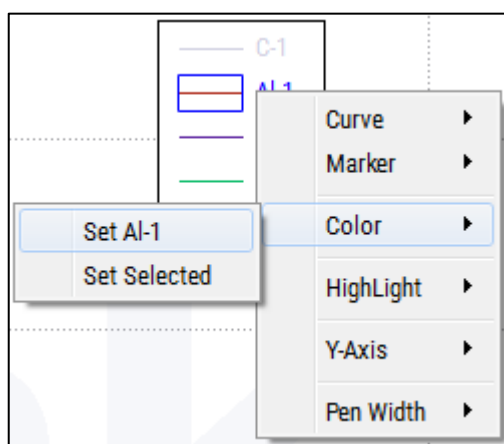 C-1
Al-1
Curve
Marker
Color
Set Al-1
Set Selected
HighLight
Y-Axis
Pen Width